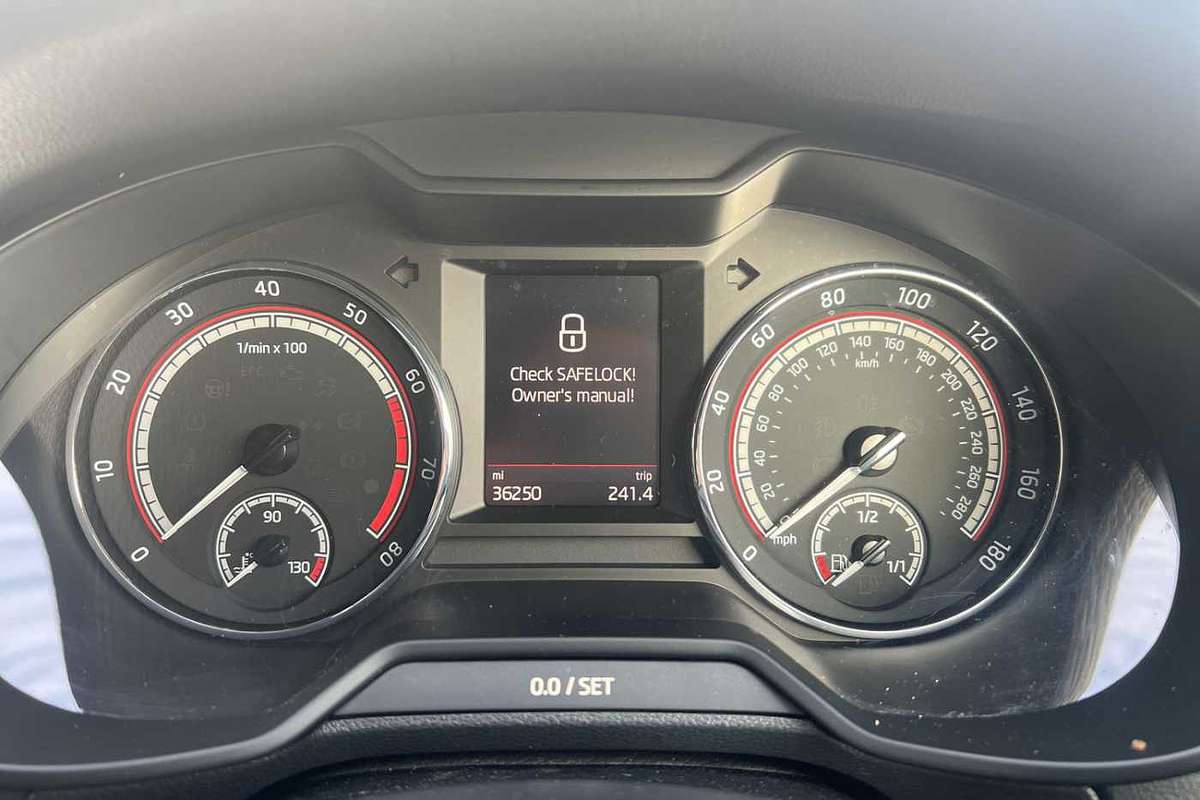 0 10 20 30 40 50 60 70 80
1/min x 100
EPC
90
130
Check SAFELOCK!
Owner's manual!
mi trip
36250 241.4
0 20 40 60 80 100 120 140 160 180
20 40 60 80 100 120 140 160 180 200 220 240 260 280
km/h
mph
1/2
1/1
0.0 / SET